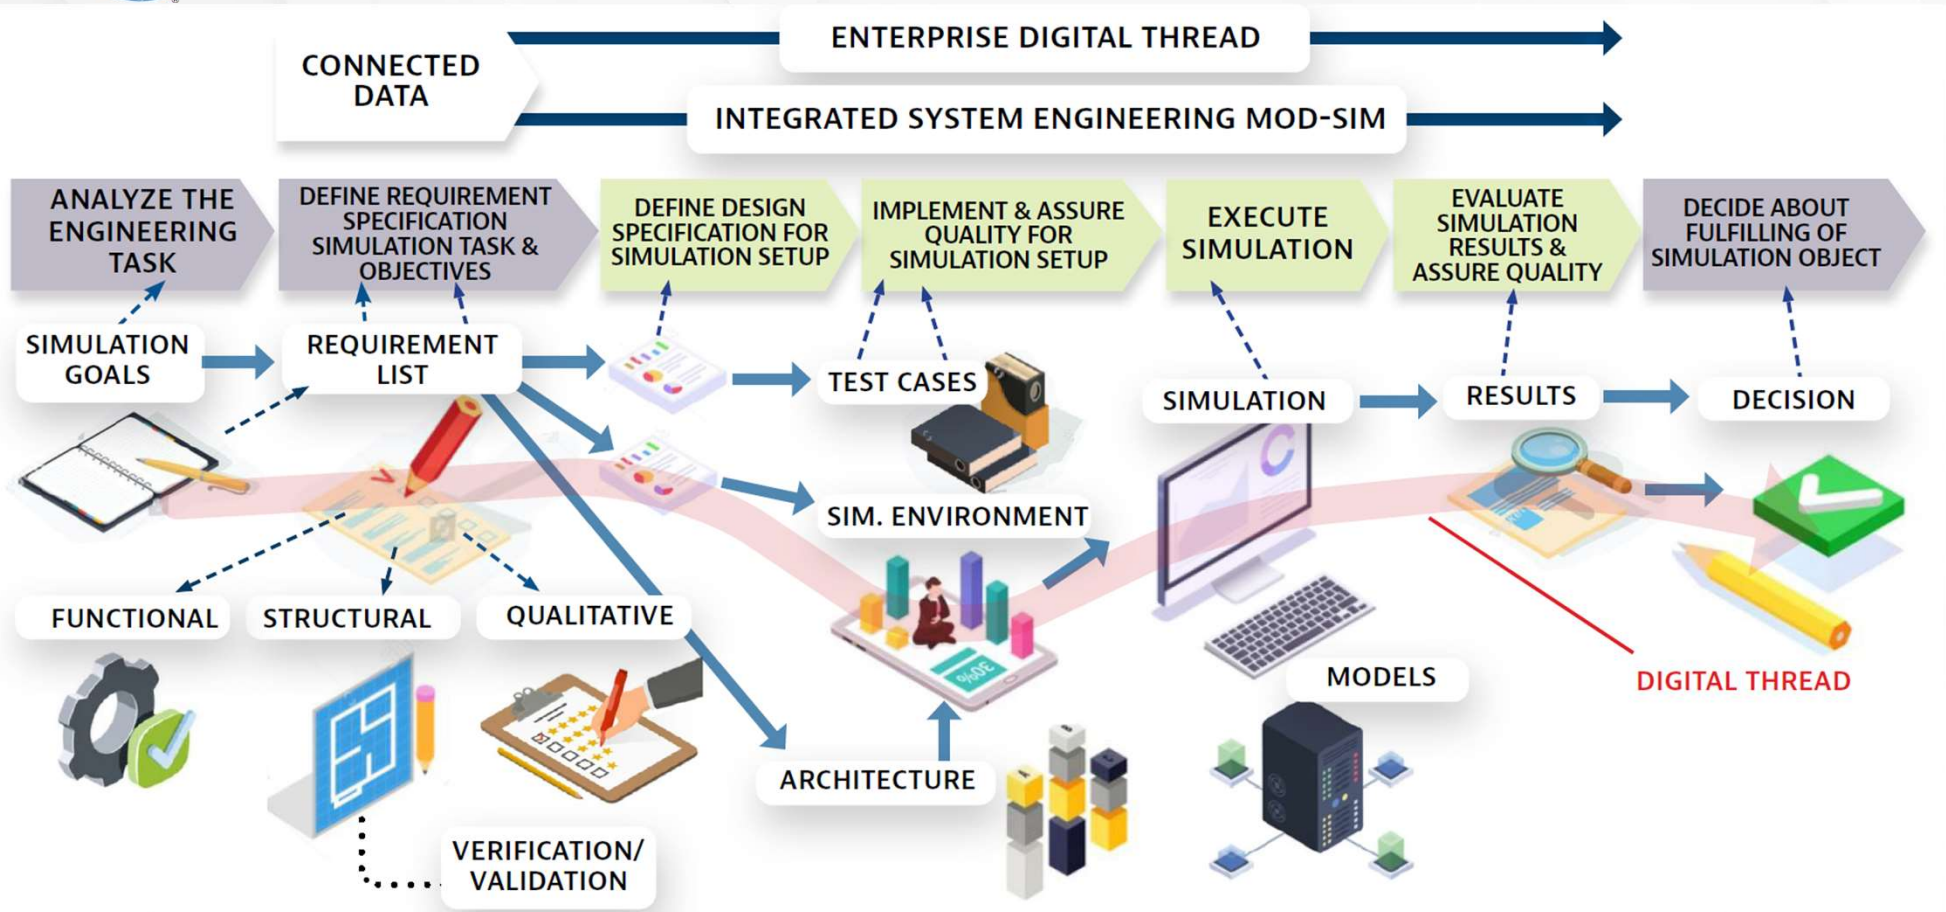 CONNECTED
DATA
ENTERPRISE DIGITAL THREAD
INTEGRATED SYSTEM ENGINEERING MOD-SIM
ANALYZE THE
ENGINEERING
TASK
DEFINE REQUIREMENT
SPECIFICATION
SIMULATION TASK &
OBJECTIVES
DEFINE DESIGN
SPECIFICATION FOR
SIMULATION SETUP
IMPLEMENT & ASSURE
QUALITY FOR
SIMULATION SETUP
EXECUTE
SIMULATION
EVALUATE
SIMULATION
RESULTS &
ASSURE QUALITY
DECIDE ABOUT
FULFILLING OF
SIMULATION OBJECT
SIMULATION
GOALS
REQUIREMENT
LIST
TEST CASES
SIMULATION
RESULTS
DECISION
SIM. ENVIRONMENT
FUNCTIONAL
STRUCTURAL
QUALITATIVE
30%
MODELS
DIGITAL THREAD
ARCHITECTURE
VERIFICATION/
VALIDATION